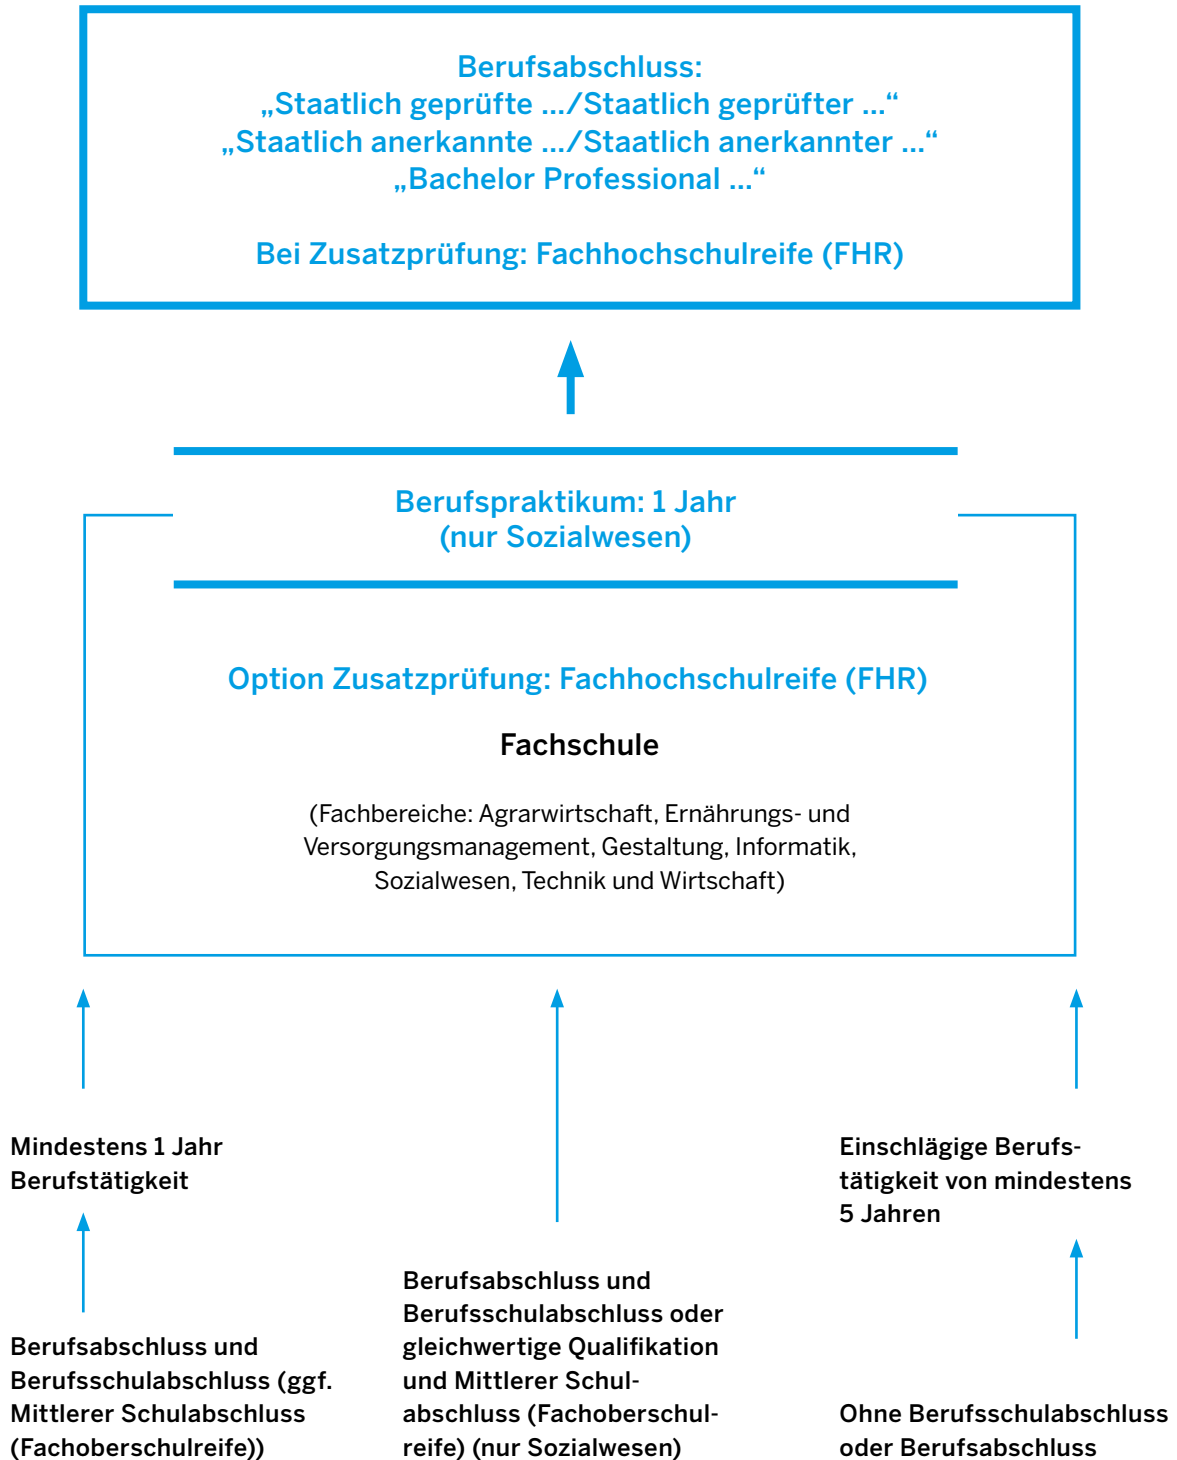 Berufsabschluss:
„Staatlich geprüfte .../Staatlich geprüfter ...“
„Staatlich anerkannte .../Staatlich anerkannter ...“
„Bachelor Professional ...“
Bei Zusatzprüfung: Fachhochschulreife (FHR)
Berufspraktikum: 1 Jahr
(nur Sozialwesen)
Option Zusatzprüfung: Fachhochschulreife (FHR)
Fachschule
(Fachbereiche: Agrarwirtschaft, Ernährungs- und
Versorgungsmanagement, Gestaltung, Informatik,
Sozialwesen, Technik und Wirtschaft)
Mindestens 1 Jahr
Berufstätigkeit
Berufsabschluss und
Berufsschulabschluss (ggf.
Mittlerer Schulabschluss
(Fachoberschulreife))
Berufsabschluss und
Berufsschulabschluss oder
gleichwertige Qualifikation
und Mittlerer Schul-
abschluss (Fachoberschul-
reife) (nur Sozialwesen)
Einschlägige Berufs-
tätigkeit von mindestens
5 Jahren
Ohne Berufsschulabschluss
oder Berufsabschluss